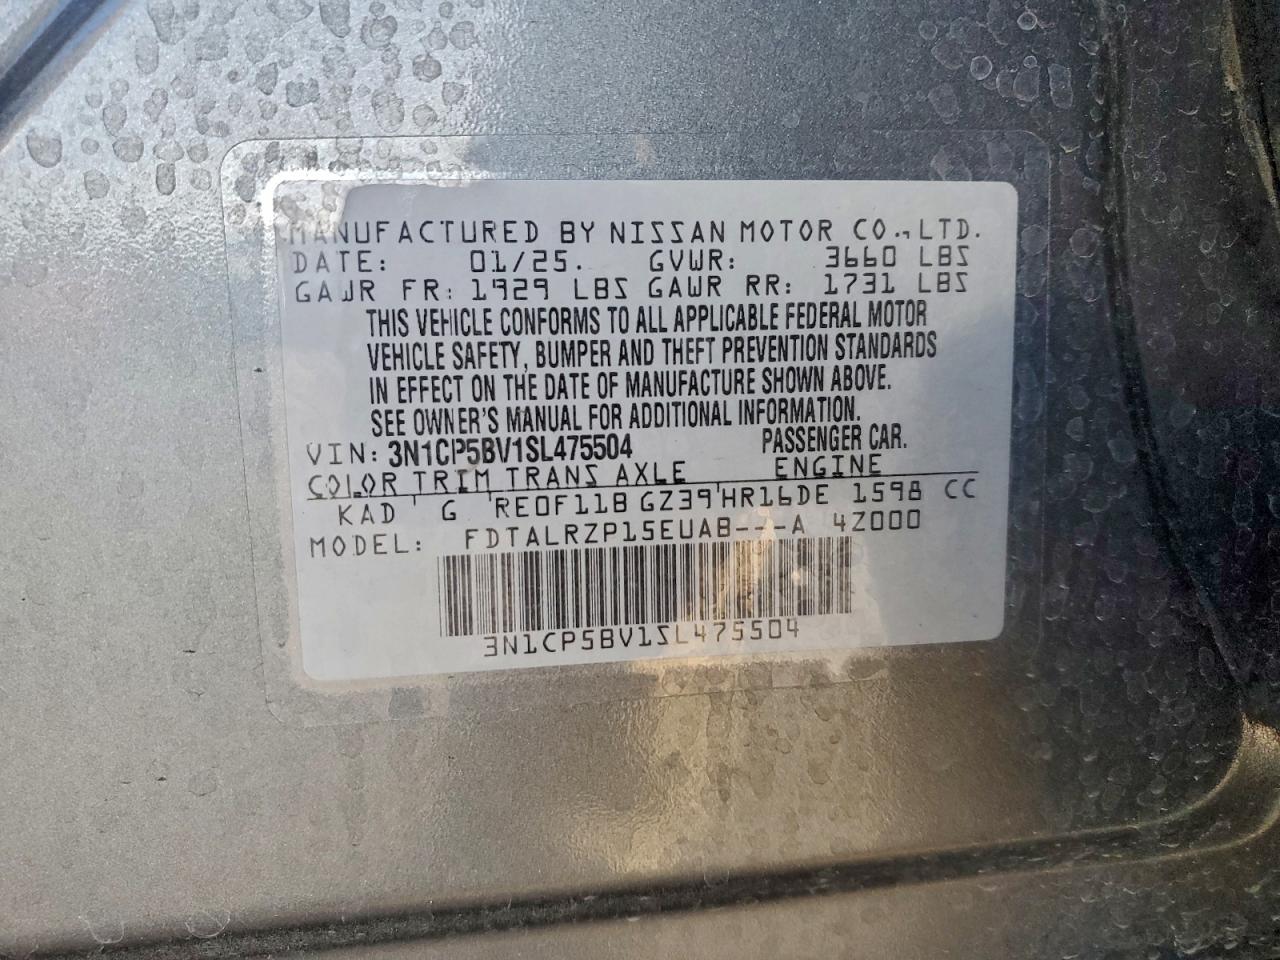 MANUFACTURED BY NISSAN MOTOR CO., LTD.
DATE: 01/25. GVWR: 3660 LBS
GAWR FR: 1929 LBS GAWR RR: 1731 LBS
THIS VEHICLE CONFORMS TO ALL APPLICABLE FEDERAL MOTOR
VEHICLE SAFETY, BUMPER AND THEFT PREVENTION STANDARDS
IN EFFECT ON THE DATE OF MANUFACTURE SHOWN ABOVE.
SEE OWNER'S MANUAL FOR ADDITIONAL INFORMATION.
VIN: 3N1CP5BV1SL475504 PASSENGER CAR.
COLOR TRIM TRANS AXLE ENGINE
KAD G RE0F11B GZ39 HR16DE 1598 CC
MODEL: FDTALRZP15EUAB---A 4Z000
3N1CP5BV1SL475504